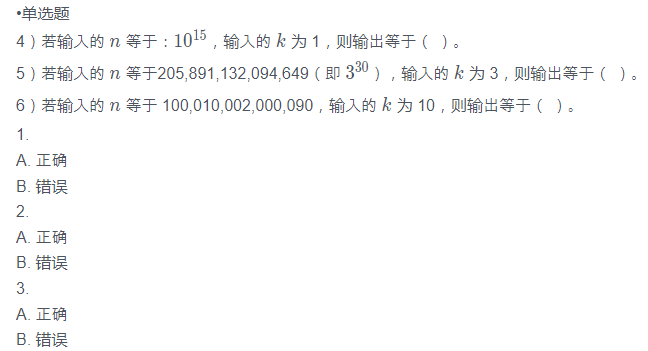 •单选题
4）若输入的 n 等于：10^15，输入的 k 为 1，则输出等于（ ）。
5）若输入的 n 等于205,891,132,094,649（即 3^30），输入的 k 为 3，则输出等于（ ）。
6）若输入的 n 等于 100,010,002,000,090，输入的 k 为 10，则输出等于（ ）。
1.
A. 正确
B. 错误
2.
A. 正确
B. 错误
3.
A. 正确
B. 错误